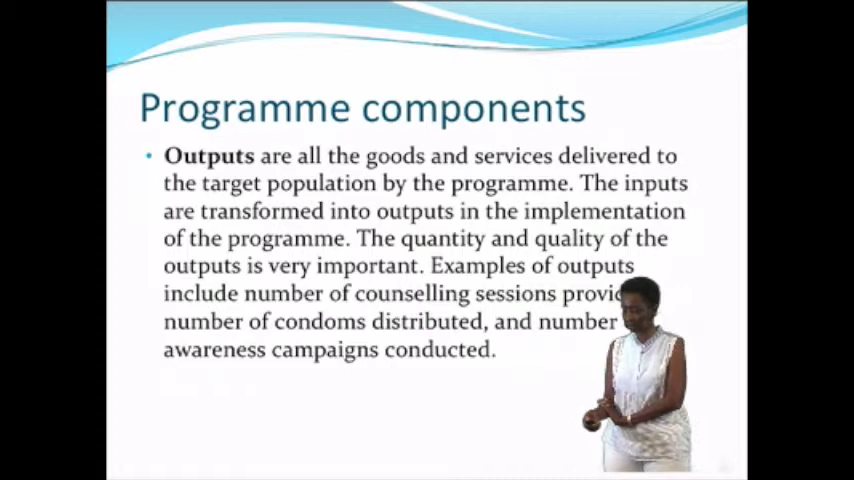 Programme components
• Outputs are all the goods and services delivered to
the target population by the programme. The inputs
are transformed into outputs in the implementation
of the programme. The quantity and quality of the
outputs is very important. Examples of outputs
include number of counselling sessions
number of condoms distributed, and number
awareness campaigns conducted.